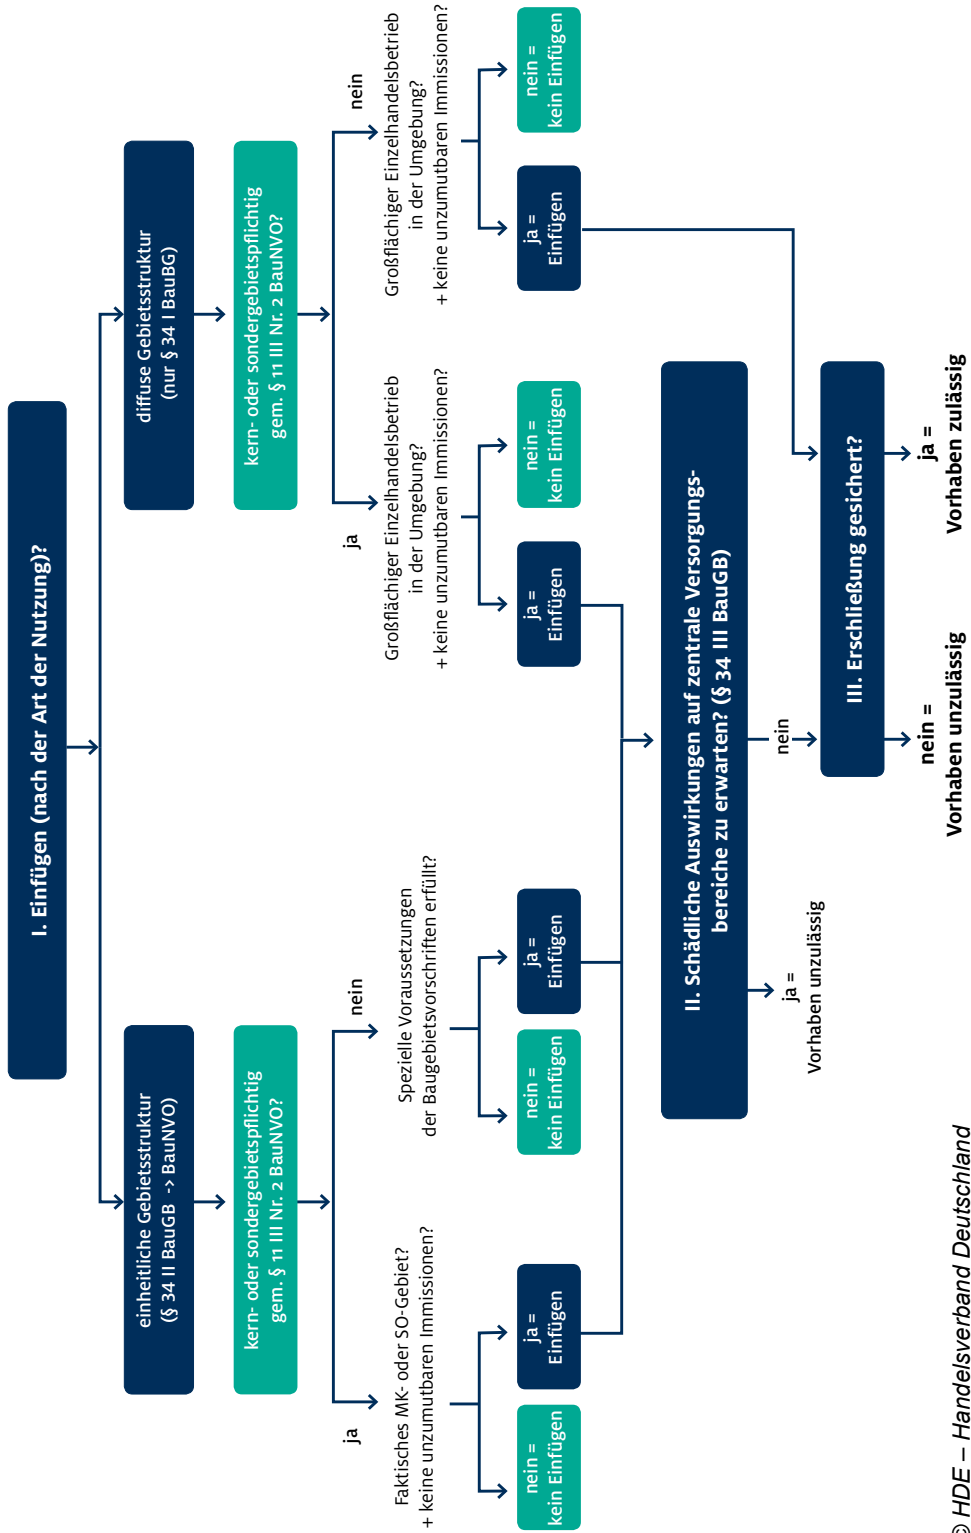 I. Einfügen (nach der Art der Nutzung)?
einheitliche Gebietsstruktur
(§ 34 II BauGB -> BauNVO)
diffuse Gebietsstruktur
(nur § 34 I BauBG)
kern- oder sondergebietspflichtig
gem. § 11 III Nr. 2 BauNVO?
kern- oder sondergebietspflichtig
gem. § 11 III Nr. 2 BauNVO?
ja
nein
ja
nein
Faktisches MK- oder SO-Gebiet?
+ keine unzumutbaren Immissionen?
Spezielle Voraussetzungen
der Baugebietsvorschriften erfüllt?
Großflächiger Einzelhandelsbetrieb
in der Umgebung?
+ keine unzumutbaren Immissionen?
Großflächiger Einzelhandelsbetrieb
in der Umgebung?
+ keine unzumutbaren Immissionen?
nein =
kein Einfügen
ja =
Einfügen
nein =
kein Einfügen
ja =
Einfügen
ja =
Einfügen
nein =
kein Einfügen
ja =
Einfügen
nein =
kein Einfügen
II. Schädliche Auswirkungen auf zentrale Versorgungs-
bereiche zu erwarten? (§ 34 III BauGB)
ja =
Vorhaben unzulässig
nein
III. Erschließung gesichert?
nein =
Vorhaben unzulässig
ja =
Vorhaben zulässig
© HDE – Handelsverband Deutschland